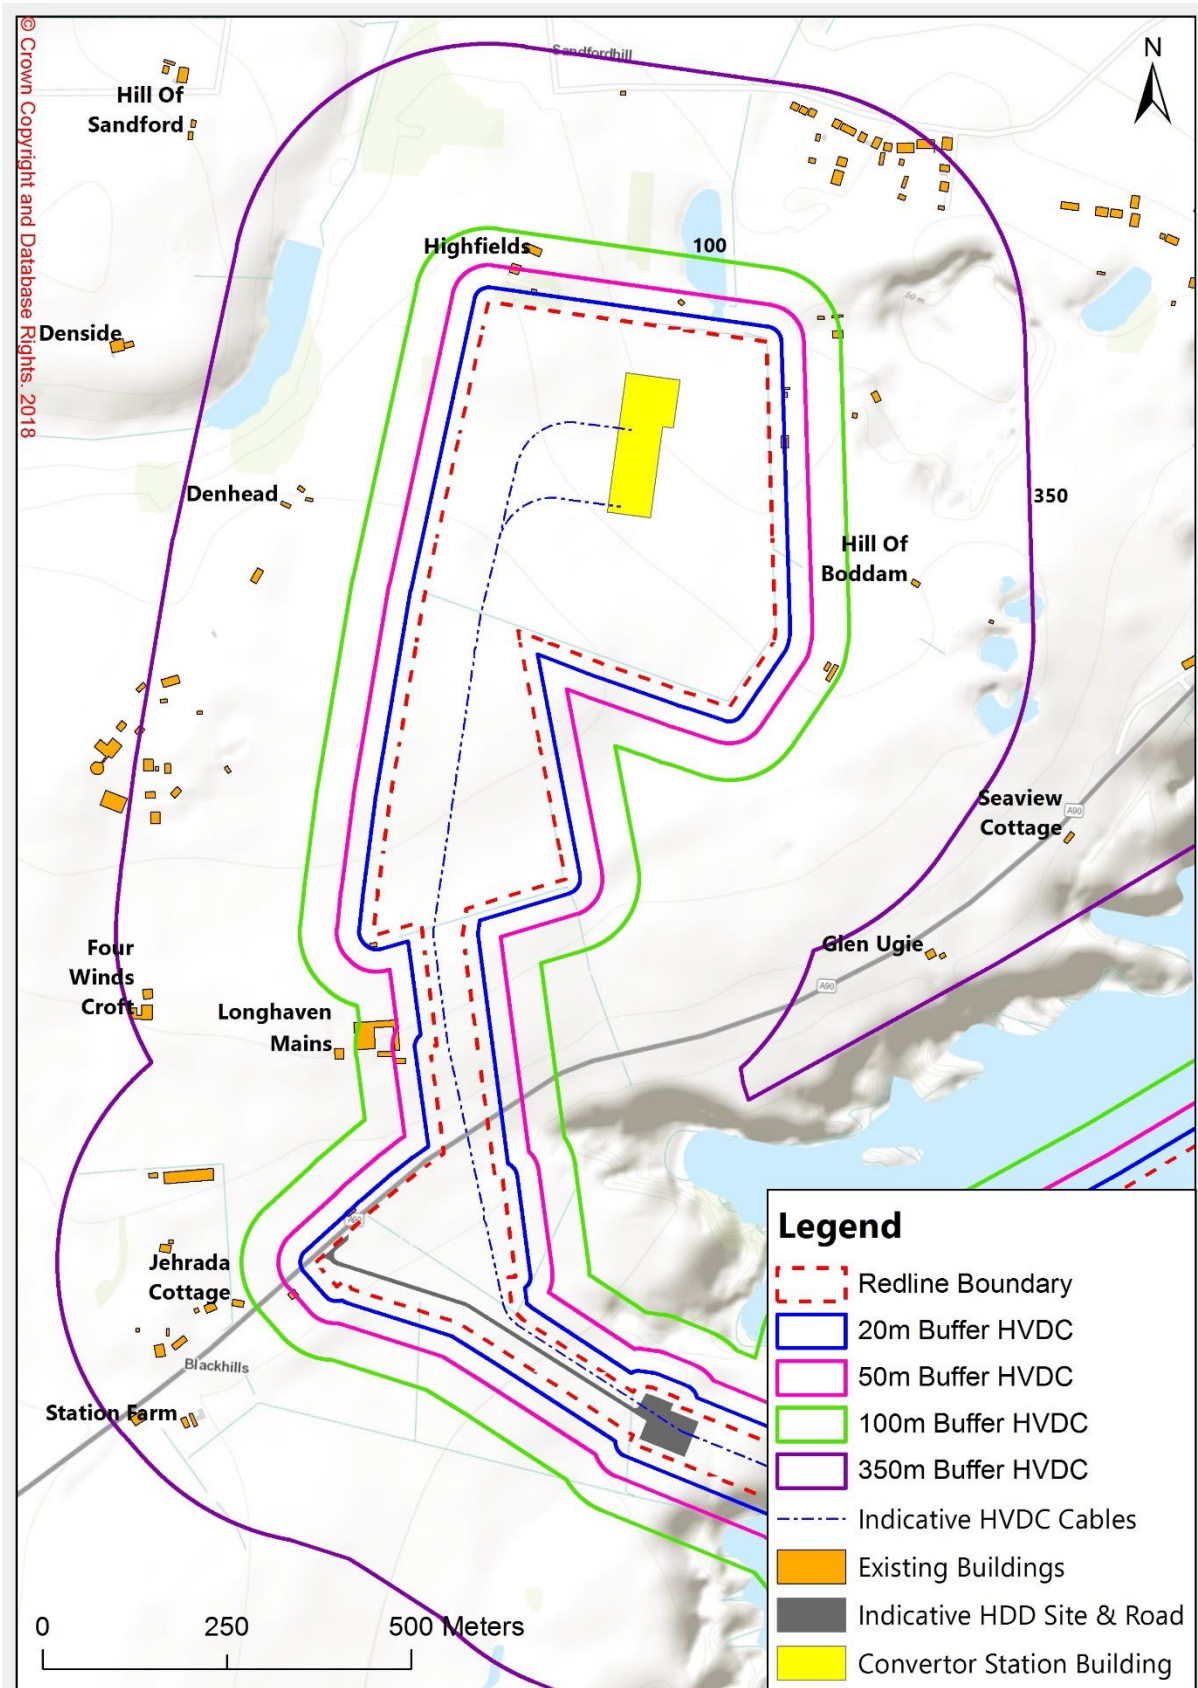 © Crown Copyright and Database Rights. 2018
Sandfordhill
N
Hill Of
Sandford
Highfields
100
50 m
Denside
Denhead
350
Hill Of
Boddam
Seaview
Cottage
A90
Four
Winds
Croft
Glen Ugie
A90
Longhaven
Mains
A90
Jehrada
Cottage
Blackhills
Station Farm
Legend
Redline Boundary
20m Buffer HVDC
50m Buffer HVDC
100m Buffer HVDC
350m Buffer HVDC
Indicative HVDC Cables
Existing Buildings
Indicative HDD Site & Road
Convertor Station Building
0 250 500 Meters